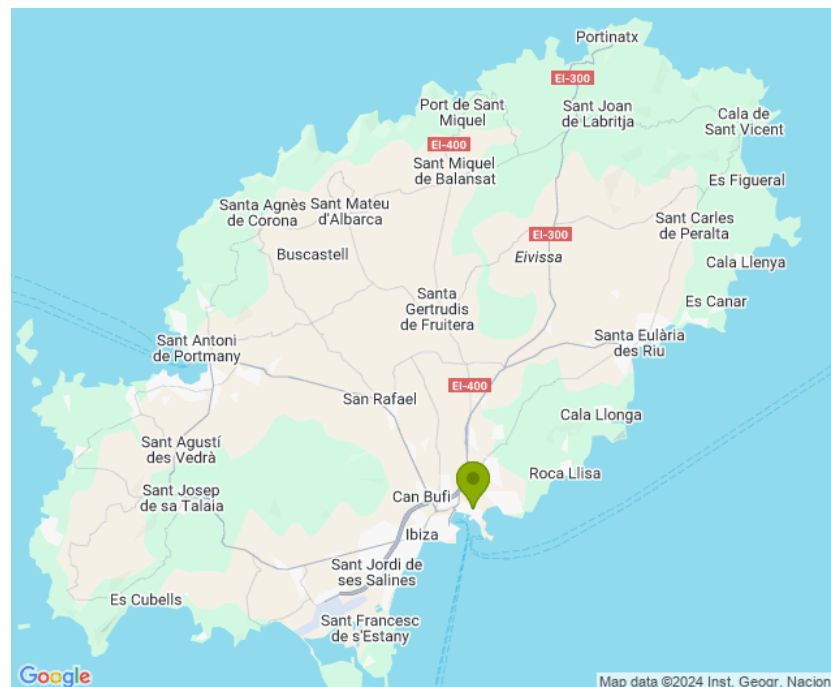 Portinatx
EI-300
Port de Sant
Miquel
Sant Joan
de Labritja
Cala de
Sant Vicent
EI-400
Sant Miquel
de Balansat
Es Figueral
Santa Agnès
de Corona
Sant Mateu
d'Albarca
Sant Carles
de Peralta
EI-300
Buscastell
Eivissa
Cala Llenya
Santa
Gertrudis
de Fruitera
Es Canar
Sant Antoni
de Portmany
Santa Eulària
des Riu
EI-400
San Rafael
Cala Llonga
Sant Agustí
des Vedrà
Roca Llisa
Sant Josep
de sa Talaia
Can Bufí
Ibiza
Sant Jordi de
ses Salines
Es Cubells
Sant Francesc
de s'Estany
Google
Map data ©2024 Inst. Geogr. Nacion